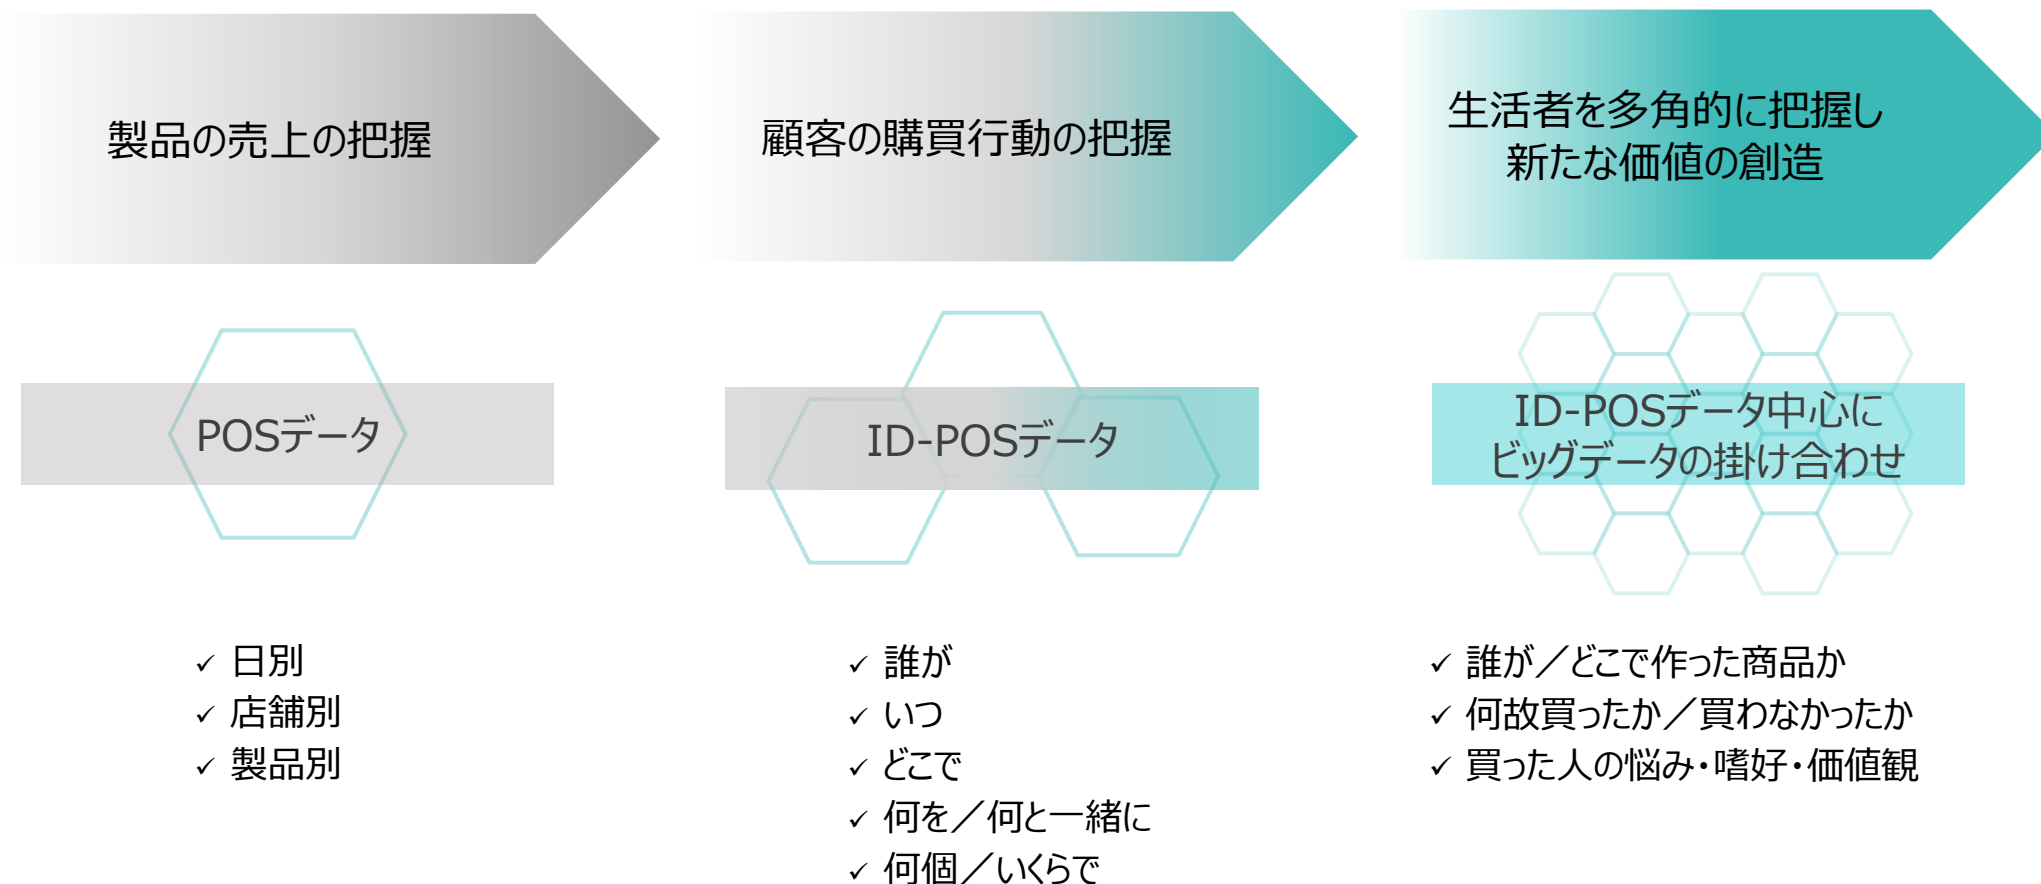 製品の売上の把握
顧客の購買行動の把握
生活者を多角的に把握し
新たな価値の創造
POSデータ
ID-POSデータ
ID-POSデータ中心に
ビッグデータの掛け合わせ
✓ 日別
✓ 店舗別
✓ 製品別
✓ 誰が
✓ いつ
✓ どこで
✓ 何を／何と一緒に
✓ 何個／いくらで
✓ 誰が／どこで作った商品か
✓ 何故買ったか／買わなかったか
✓ 買った人の悩み・嗜好・価値観